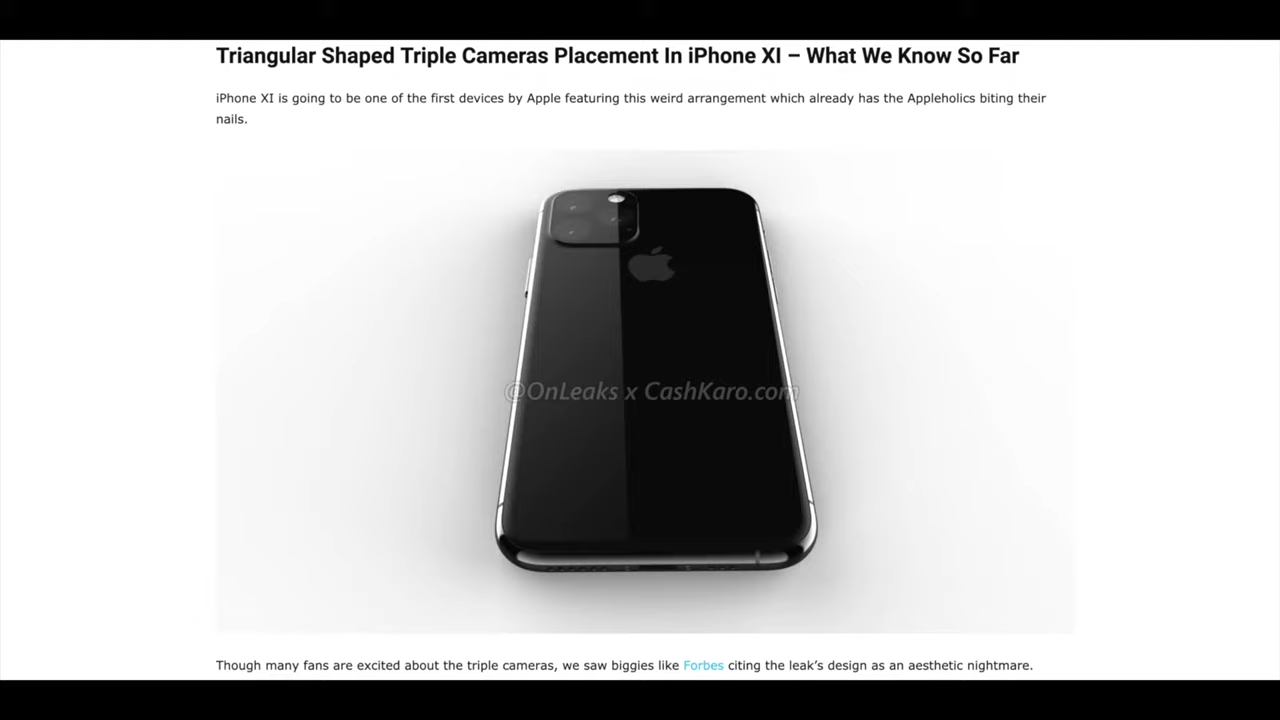 Triangular Shaped Triple Cameras Placement In iPhone XI – What We Know So Far
iPhone XI is going to be one of the first devices by Apple featuring this weird arrangement which already has the Appleholics biting their
nails.
@OnLeaks x CashKaro.com
Though many fans are excited about the triple cameras, we saw biggies like Forbes citing the leak’s design as an aesthetic nightmare.